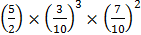 (5/2) × (3/10)³ × (7/10)²